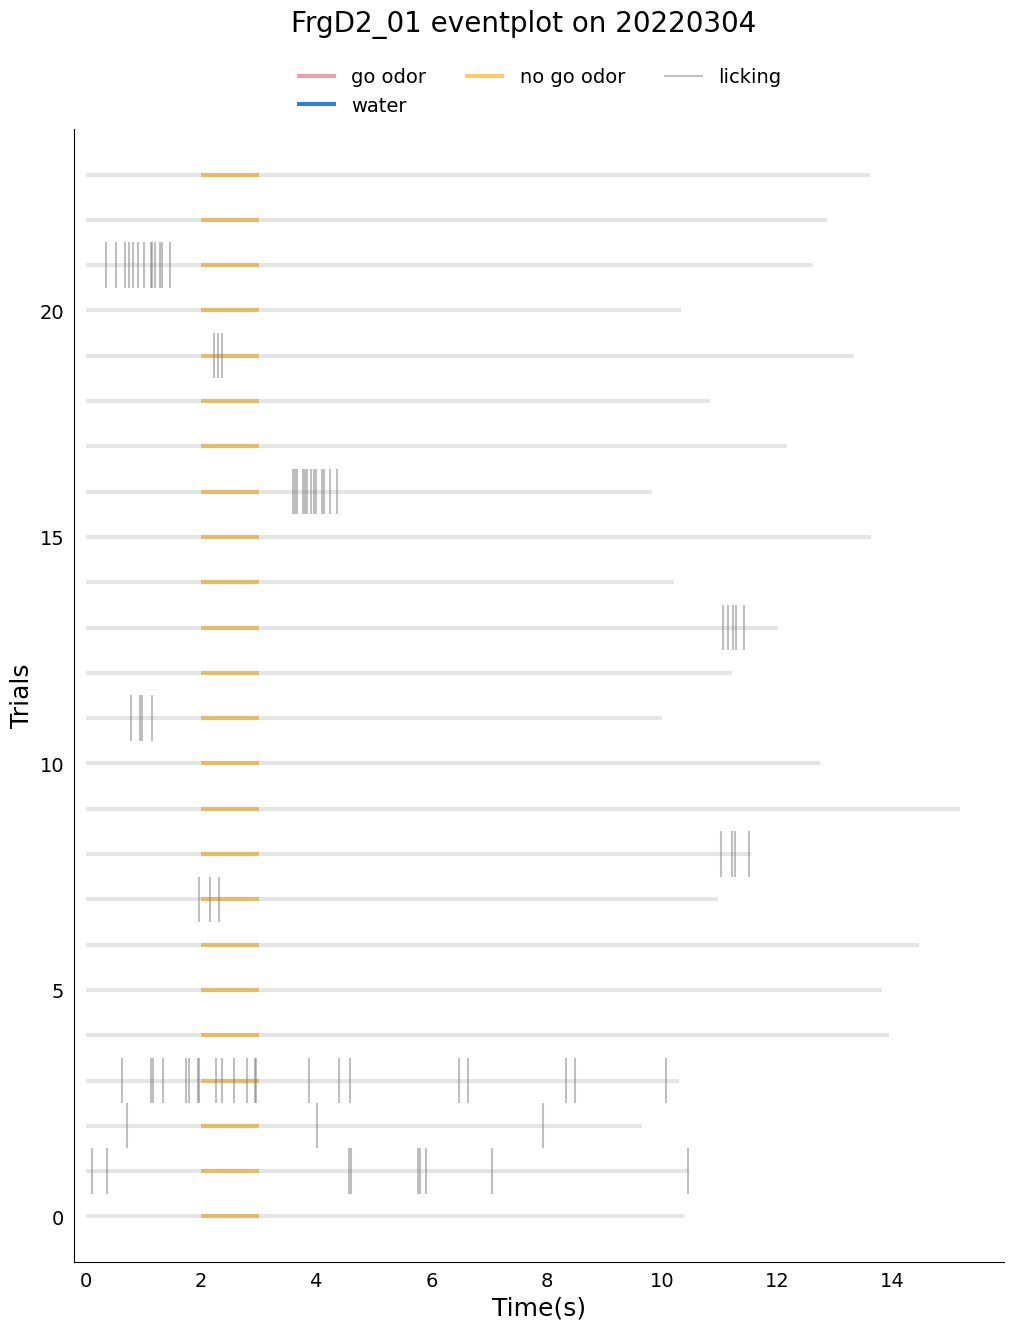 FrgD2_01 eventplot on 20220304
go odor
no go odor
licking
water
20
15
10
5
0
Trials
0 2 4 6 8 10 12 14
Time(s)